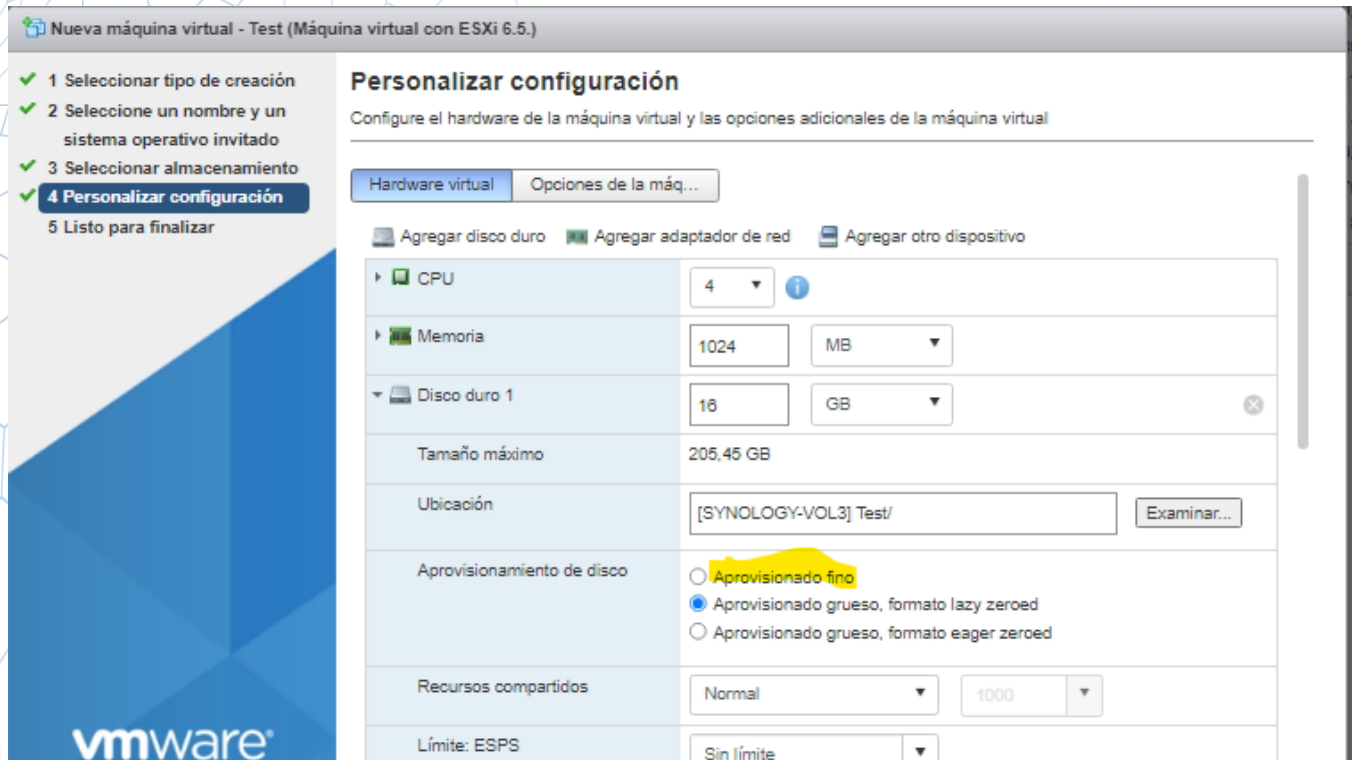 Nueva máquina virtual - Test (Máquina virtual con ESXi 6.5.)
1 Seleccionar tipo de creación
2 Seleccione un nombre y un
sistema operativo invitado
3 Seleccionar almacenamiento
4 Personalizar configuración
5 Listo para finalizar
vmware®
Personalizar configuración
Configure el hardware de la máquina virtual y las opciones adicionales de la máquina virtual
Hardware virtual Opciones de la máq...
Agregar disco duro Agregar adaptador de red Agregar otro dispositivo
CPU 4
Memoria 1024 MB
Disco duro 1 16 GB
Tamaño máximo 205,45 GB
Ubicación [SYNOLOGY-VOL3] Test/ Examinar...
Aprovisionamiento de disco Aprovisionado fino
Aprovisionado grueso, formato lazy zeroed
Aprovisionado grueso, formato eager zeroed
Recursos compartidos Normal 1000
Límite: ESPS Sin límite